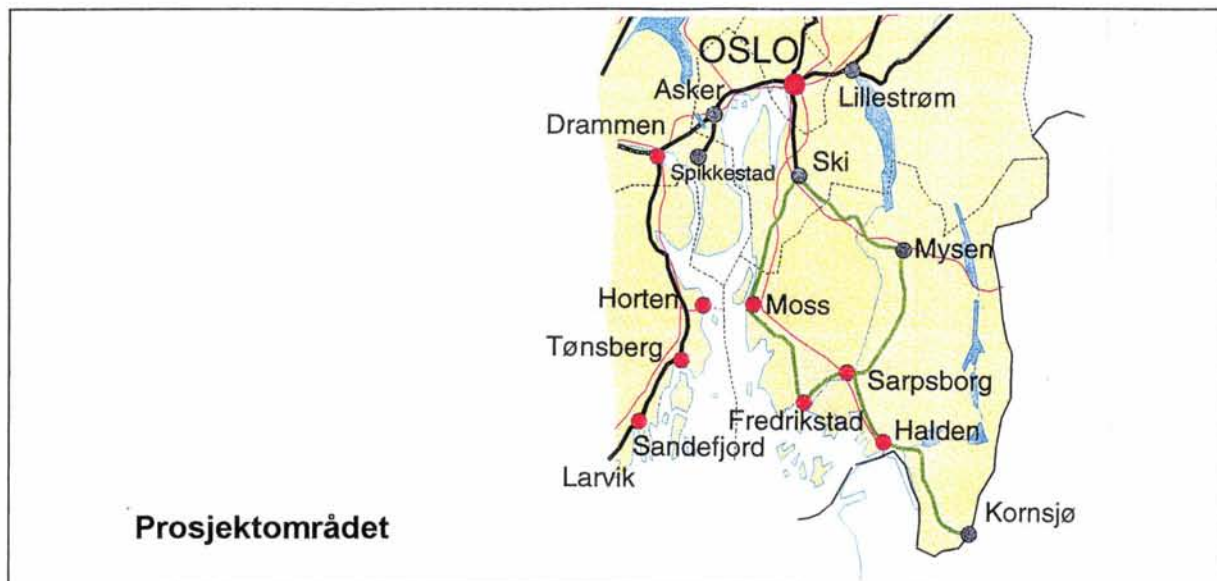 OSLO
Asker
Lillestrøm
Drammen
Spikkestad
Ski
Mysen
Horten
Moss
Tønsberg
Sarpsborg
Fredrikstad
Halden
Sandefjord
Larvik
Kornsjø
Prosjektområdet